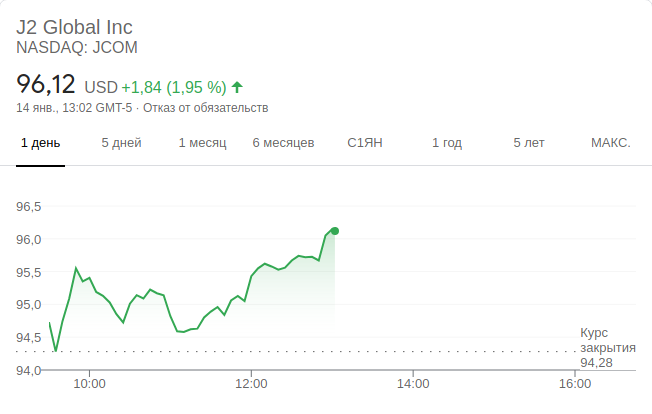 J2 Global Inc
NASDAQ: JCOM
96,12 USD +1,84 (1,95 %)
14 янв., 13:02 GMT-5 · Отказ от обязательств
1 день 5 дней 1 месяц 6 месяцев С1ЯН 1 год 5 лет МАКС.
96,5
96,0
95,5
95,0
94,5
94,0
Курс
закрытия
94,28
10:00 12:00 14:00 16:00